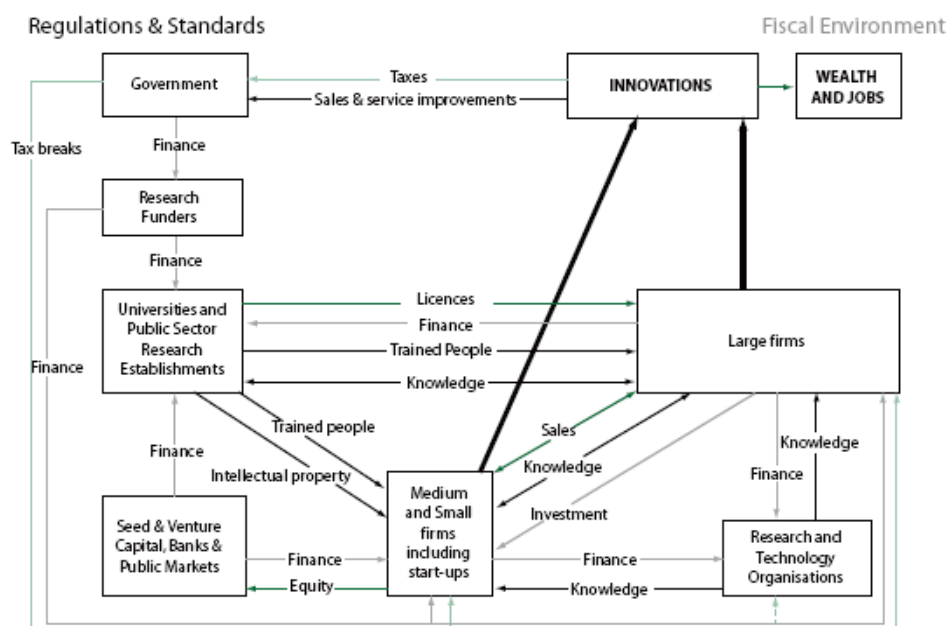 Regulations & Standards
Fiscal Environment
Government
Taxes
Sales & service improvements
INNOVATIONS
WEALTH
AND JOBS
Tax breaks
Finance
Research
Funders
Finance
Universities and
Public Sector
Research
Establishments
Licences
Finance
Trained People
Knowledge
Large firms
Finance
Trained people
Intellectual property
Finance
Sales
Knowledge
Investment
Knowledge
Finance
Seed & Venture
Capital, Banks &
Public Markets
Finance
Equity
Medium
and Small
firms
including
start-ups
Finance
Knowledge
Research and
Technology
Organisations